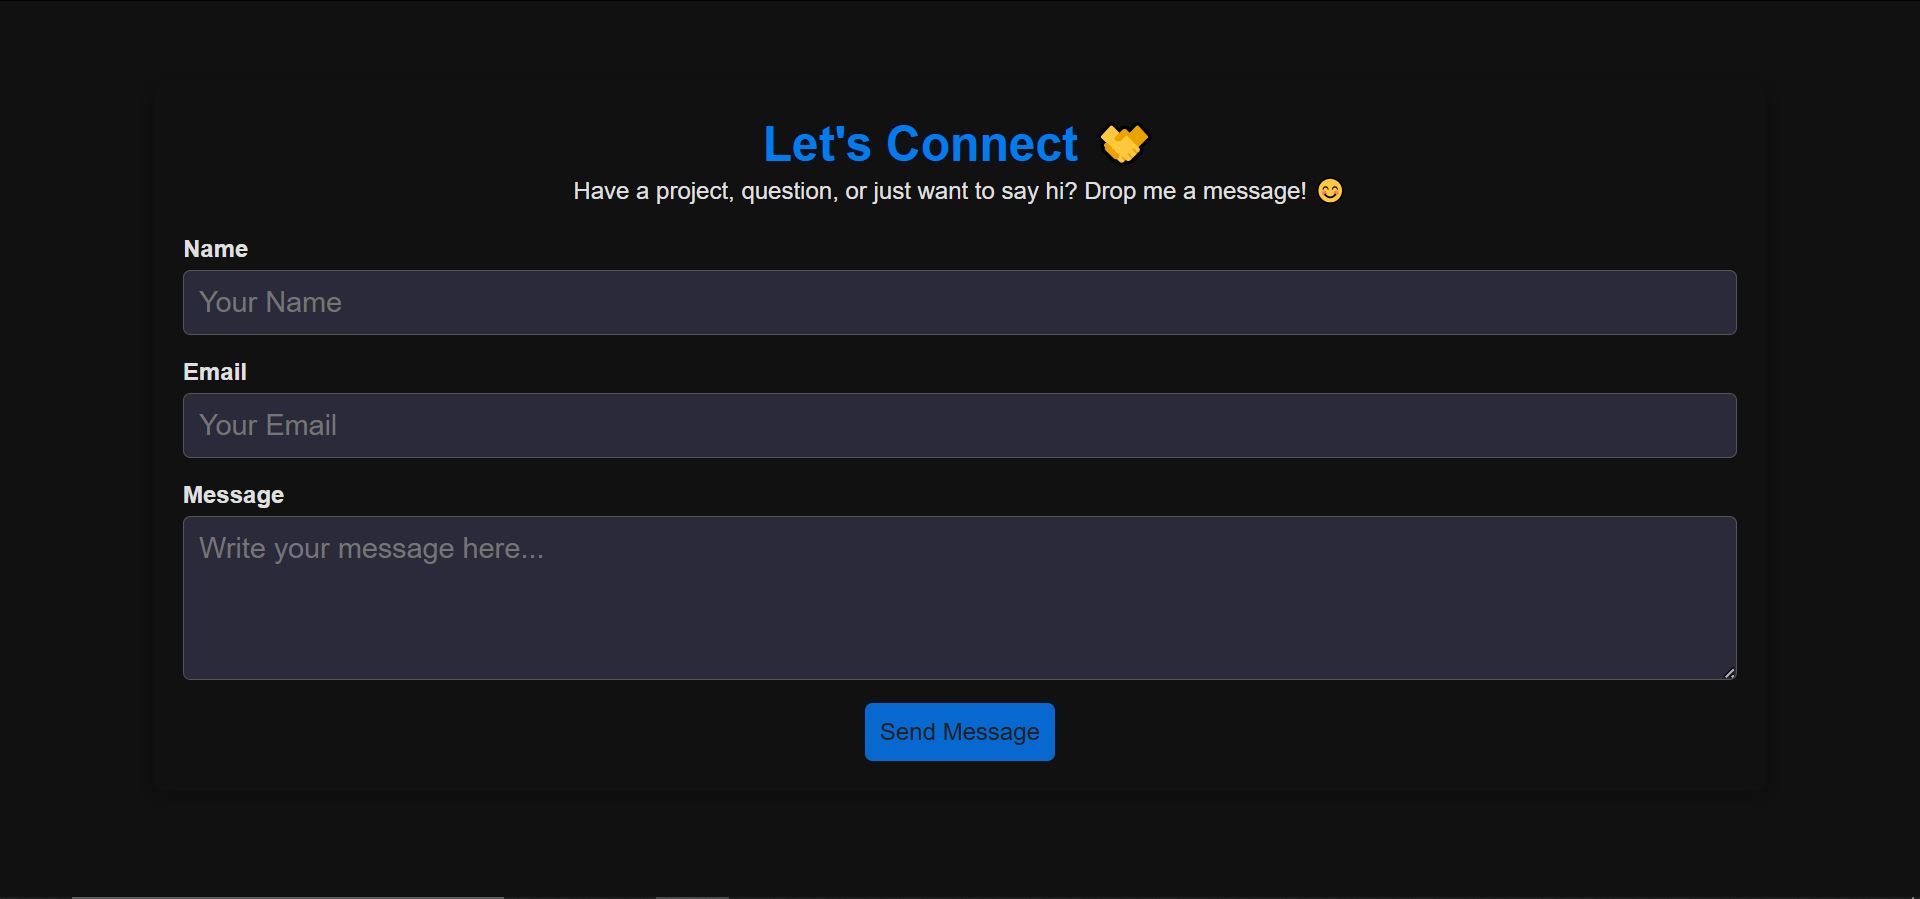 Let's Connect 🤝
Have a project, question, or just want to say hi? Drop me a message! 😊
Name
Your Name
Email
Your Email
Message
Write your message here...
Send Message